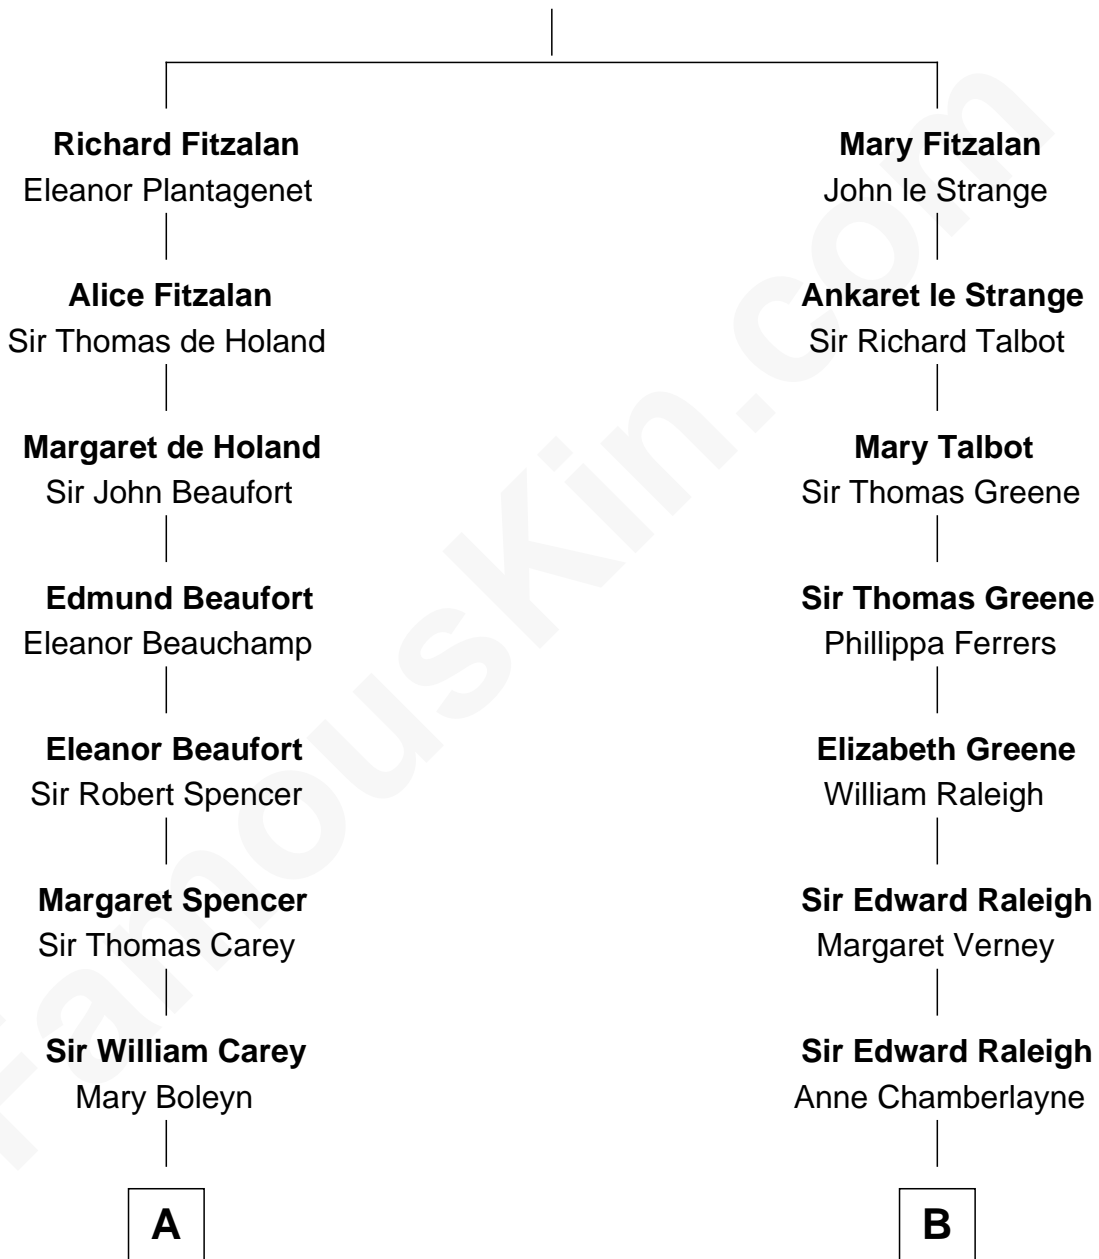 Richard Fitzalan
Eleanor Plantagenet
Alice Fitzalan
Sir Thomas de Holand
Margaret de Holand
Sir John Beaufort
Edmund Beaufort
Eleanor Beauchamp
Eleanor Beaufort
Sir Robert Spencer
Margaret Spencer
Sir Thomas Carey
Sir William Carey
Mary Boleyn
A
Mary Fitzalan
John le Strange
Ankaret le Strange
Sir Richard Talbot
Mary Talbot
Sir Thomas Greene
Sir Thomas Greene
Phillippa Ferrers
Elizabeth Greene
William Raleigh
Sir Edward Raleigh
Margaret Verney
Sir Edward Raleigh
Anne Chamberlayne
B
FamousKin.com